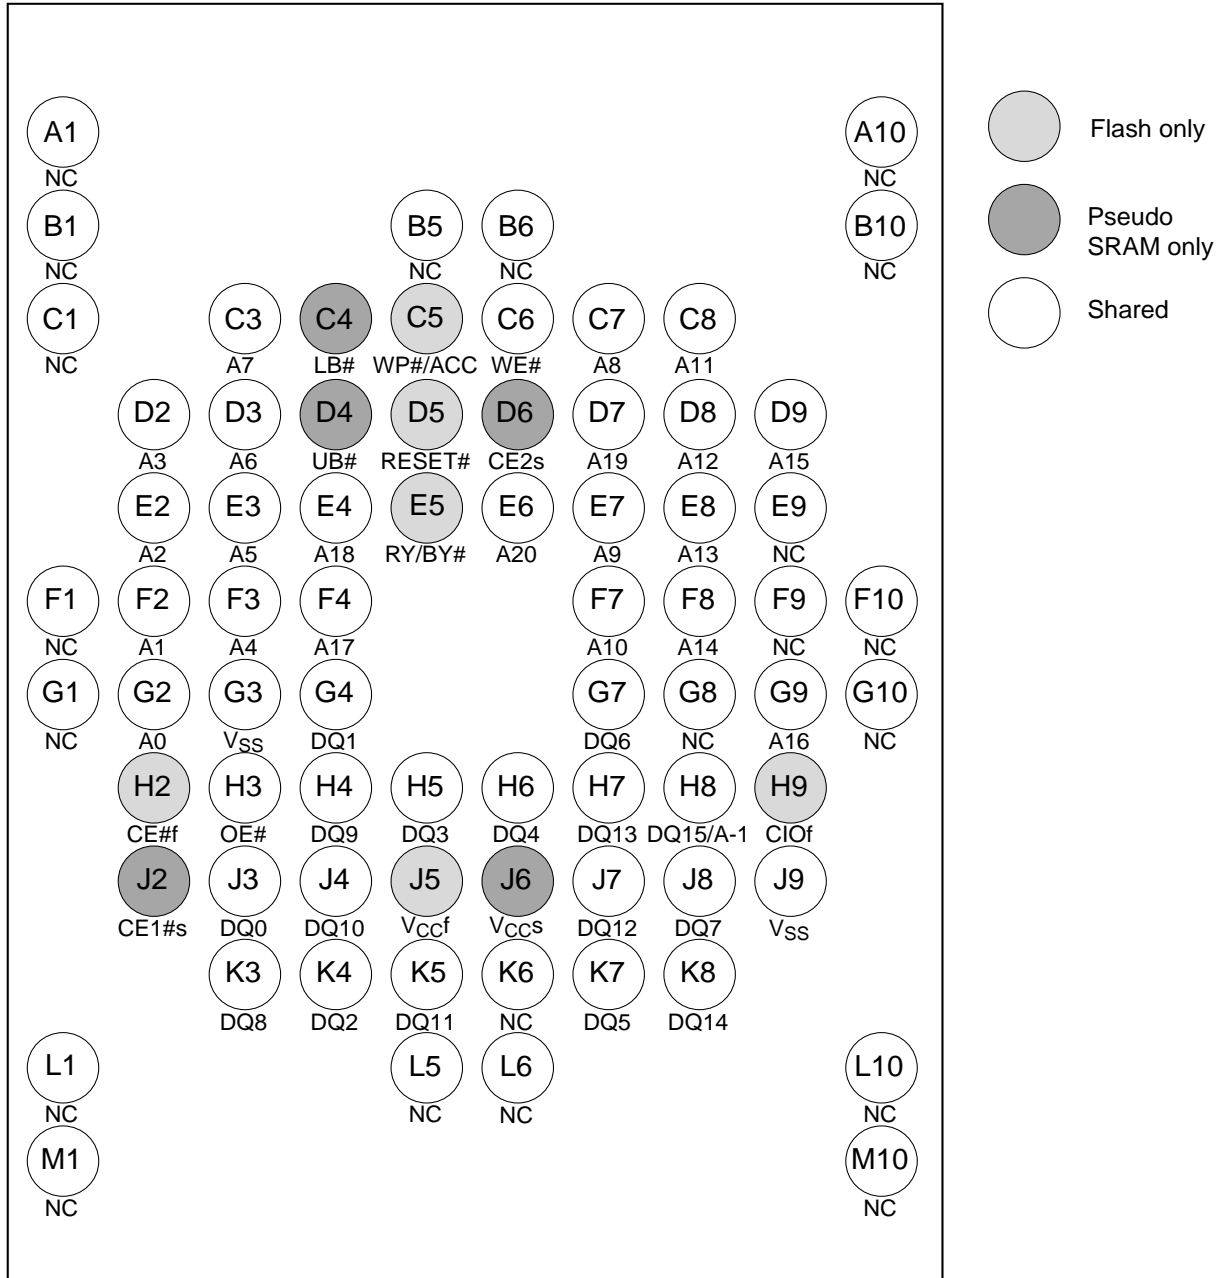 A1 A10 Flash only
NC NC
Pseudo
SRAM only
B1 B5 B6 B10
NC NC NC NC
Shared
C1 C3 C4 C5 C6 C7 C8
NC A7 LB# WP#/ACC WE# A8 A11
D2 D3 D4 D5 D6 D7 D8 D9
A3 A6 UB# RESET# CE2s A19 A12 A15
E2 E3 E4 E5 E6 E7 E8 E9
A2 A5 A18 RY/BY# A20 A9 A13 NC
F1 F2 F3 F4 F7 F8 F9 F10
NC A1 A4 A17 A10 A14 NC NC
G1 G2 G3 G4 G7 G8 G9 G10
NC A0 VSS DQ1 DQ6 NC A16 NC
H2 H3 H4 H5 H6 H7 H8 H9
CE#f OE# DQ9 DQ3 DQ4 DQ13 DQ15/A-1 CIOf
J2 J3 J4 J5 J6 J7 J8 J9
CE1#s DQ0 DQ10 VCCf VCCs DQ12 DQ7 VSS
K3 K4 K5 K6 K7 K8
DQ8 DQ2 DQ11 NC DQ5 DQ14
L1 L5 L6 L10
NC NC NC NC
M1 M10
NC NC